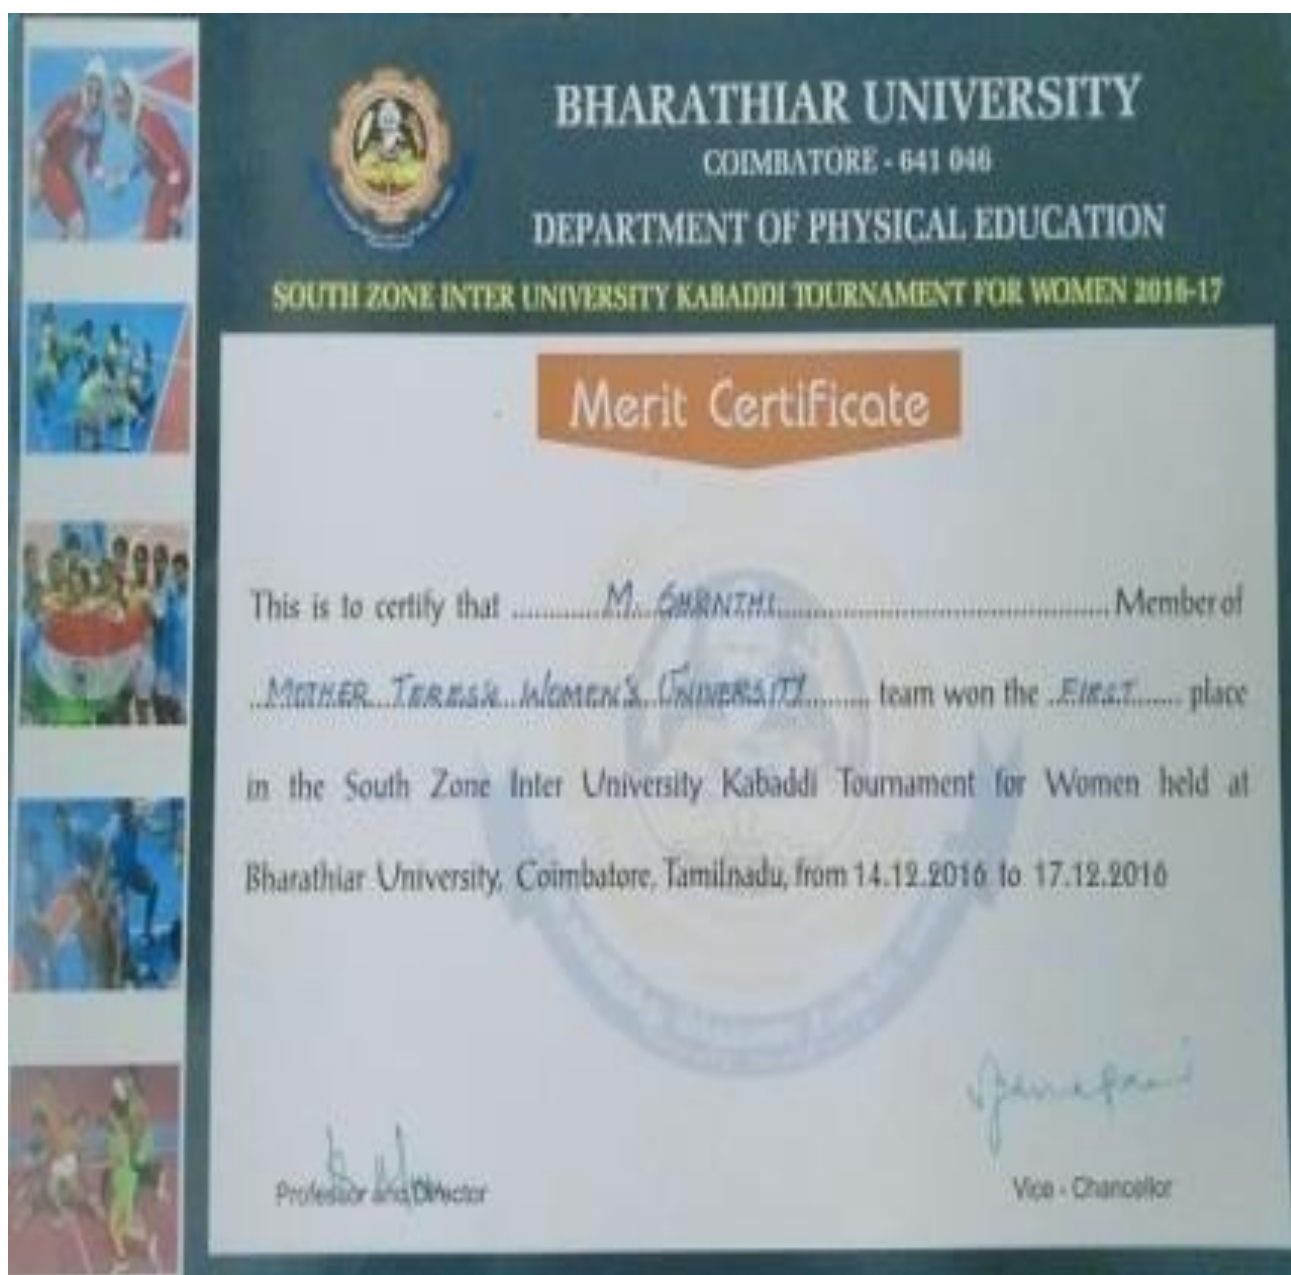 BHARATHIAR UNIVERSITY
COIMBATORE - 641 046
DEPARTMENT OF PHYSICAL EDUCATION
SOUTH ZONE INTER UNIVERSITY KABADDI TOURNAMENT FOR WOMEN 2016-17
Merit Certificate
This is to certify that M. SHANTHI Member of
MOTHER TERESA WOMEN'S UNIVERSITY team won the FIRST place
in the South Zone Inter University Kabaddi Tournament for Women held at
Bharathiar University, Coimbatore, Tamilnadu, from 14.12.2016 to 17.12.2016
Professor and Director
Vice - Chancellor